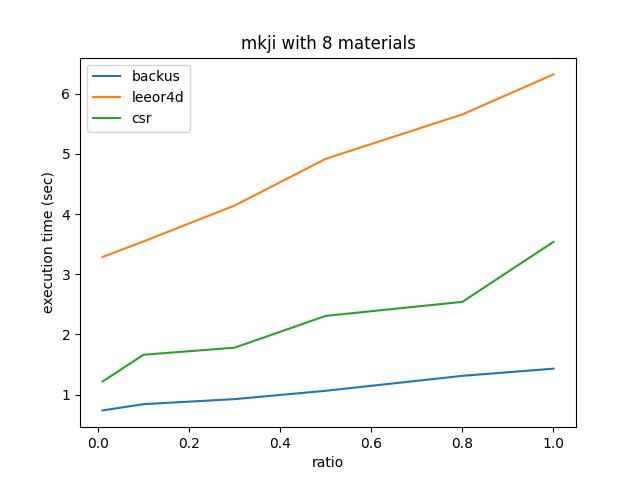 mkji with 8 materials
backus
leeor4d
csr
execution time (sec)
6
5
4
3
2
1
0.0 0.2 0.4 0.6 0.8 1.0
ratio